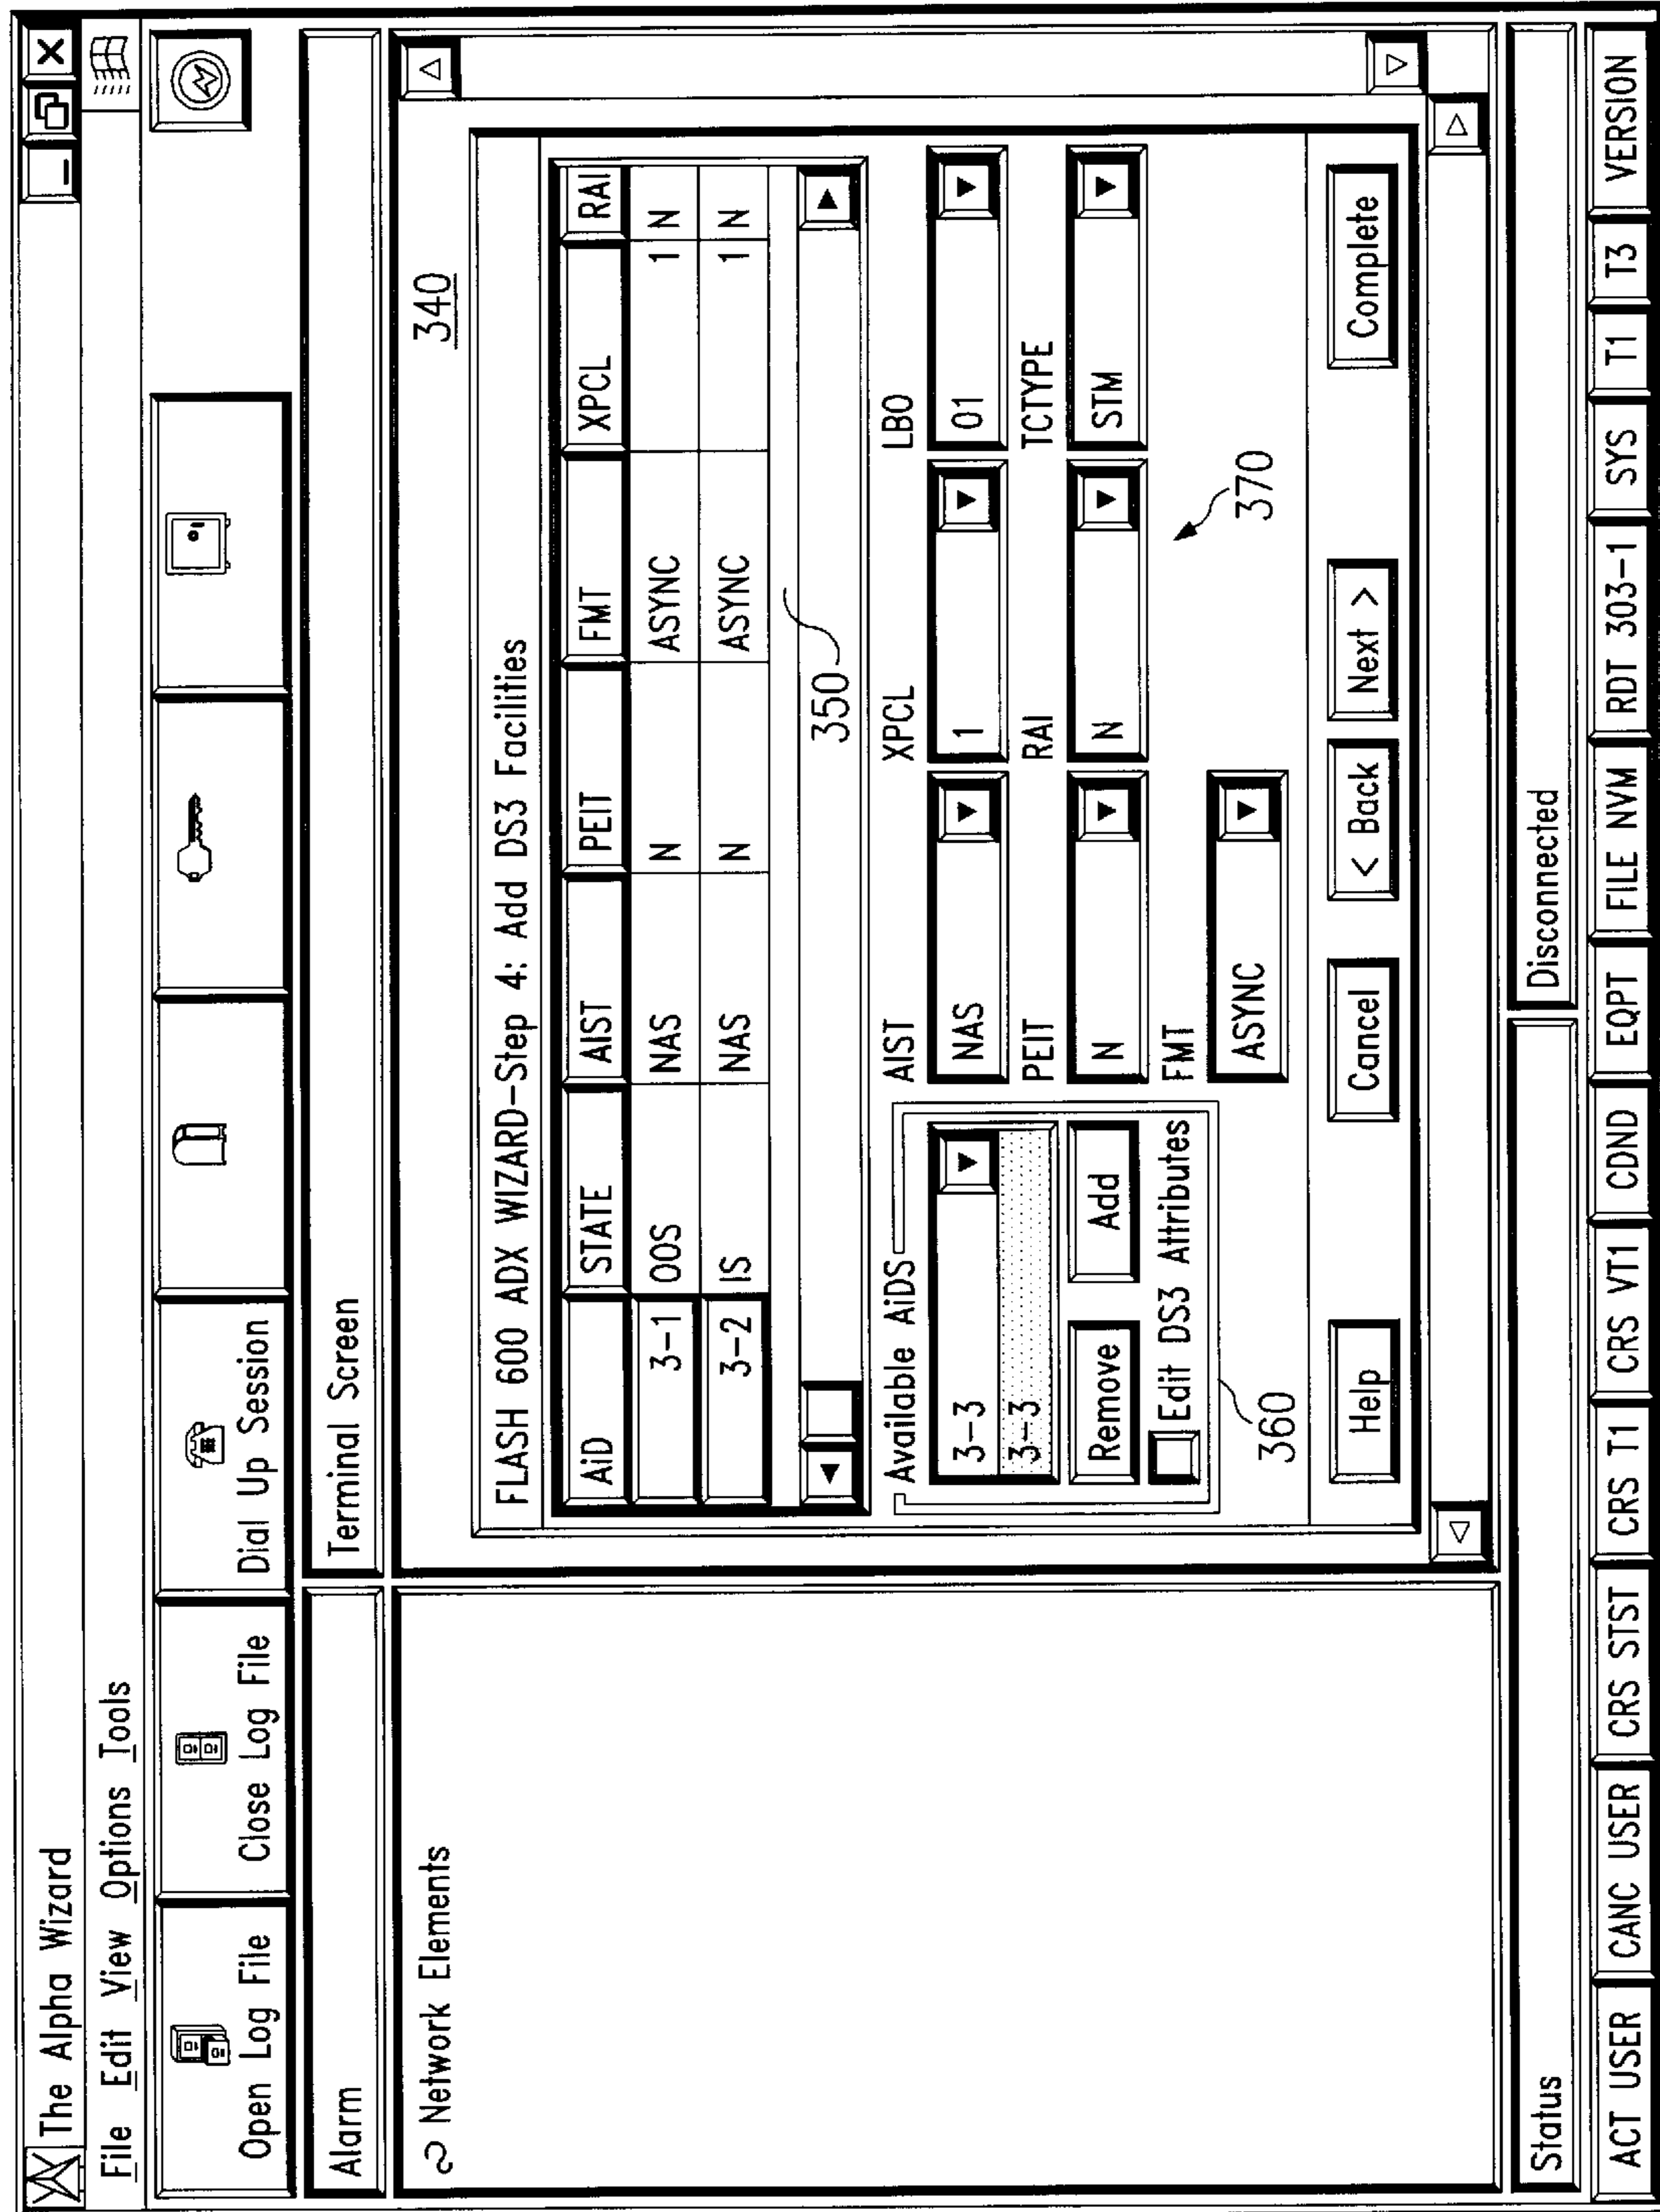 The Alpha Wizard
File Edit View Options Tools
Open Log File
Close Log File
Dial Up Session
Alarm
Terminal Screen
Network Elements
340
FLASH 600 ADX WIZARD-Step 4: Add DS3 Facilities
AiD STATE AIST PEIT FMT XPCL RAI
3-1 OOS NAS N ASYNC 1 N
3-2 IS NAS N ASYNC 1 N
350
Available AiDS
3-3
3-3
Remove Add
Edit DS3 Attributes
360
AIST XPCL LBO
NAS 1 01
PEIT RAI TCTYPE
N N STM
FMT
ASYNC
370
Help Cancel < Back Next > Complete
Status
Disconnected
ACT USER CANC USER CRS STST CRS T1 CRS VT1 CDND EQPT FILE NVM RDT 303-1 SYS T1 T3 VERSION